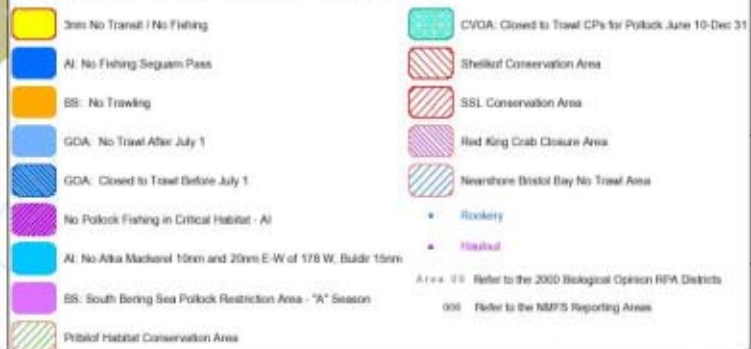 3nm No Transit / No Fishing
AI: No Fishing Seguam Pass
BS: No Trawling
GOA: No Trawl After July 1
GOA: Closed to Trawl Before July 1
No Pollock Fishing in Critical Habitat - AI
AI: No Atka Mackerel 10nm and 20nm E-W of 178 W, Buldir 15nm
BS: South Bering Sea Pollock Restriction Area - "A" Season
Pribilof Habitat Conservation Area
CVOA: Closed to Trawl CPs for Pollock June 10-Dec 31
Shelikof Conservation Area
SSL Conservation Area
Red King Crab Closure Area
Nearshore Bristol Bay No Trawl Area
Rookery
Haulout
Area 00 Refer to the 2000 Biological Opinion RPA Districts
000 Refer to the NMFS Reporting Areas